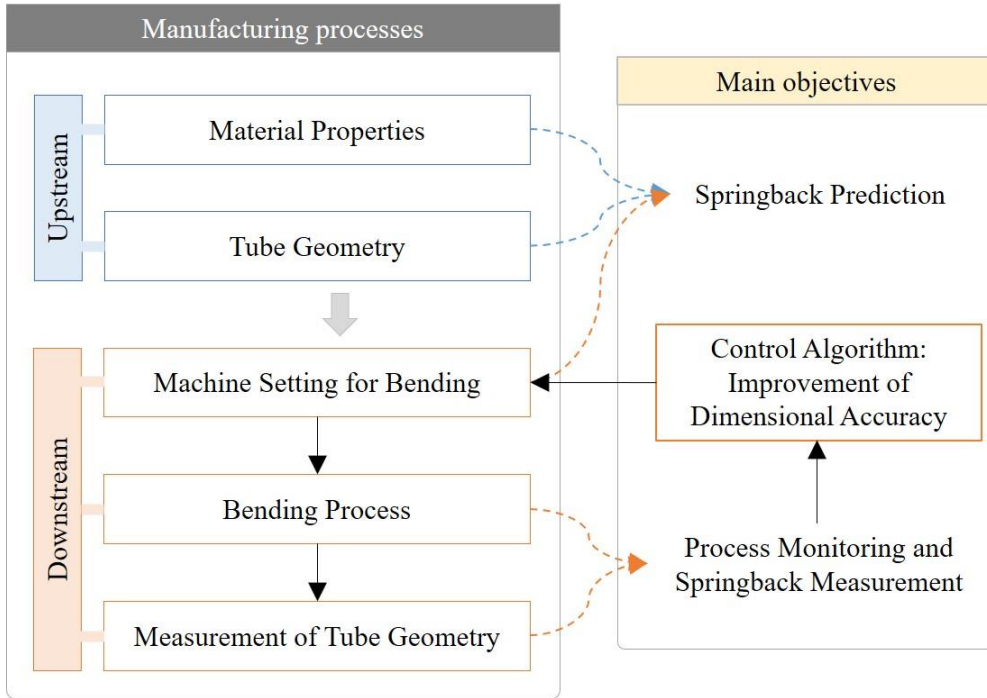 Manufacturing processes
Upstream
Material Properties
Tube Geometry
Downstream
Machine Setting for Bending
Bending Process
Measurement of Tube Geometry
Main objectives
Springback Prediction
Control Algorithm:
Improvement of
Dimensional Accuracy
Process Monitoring and
Springback Measurement